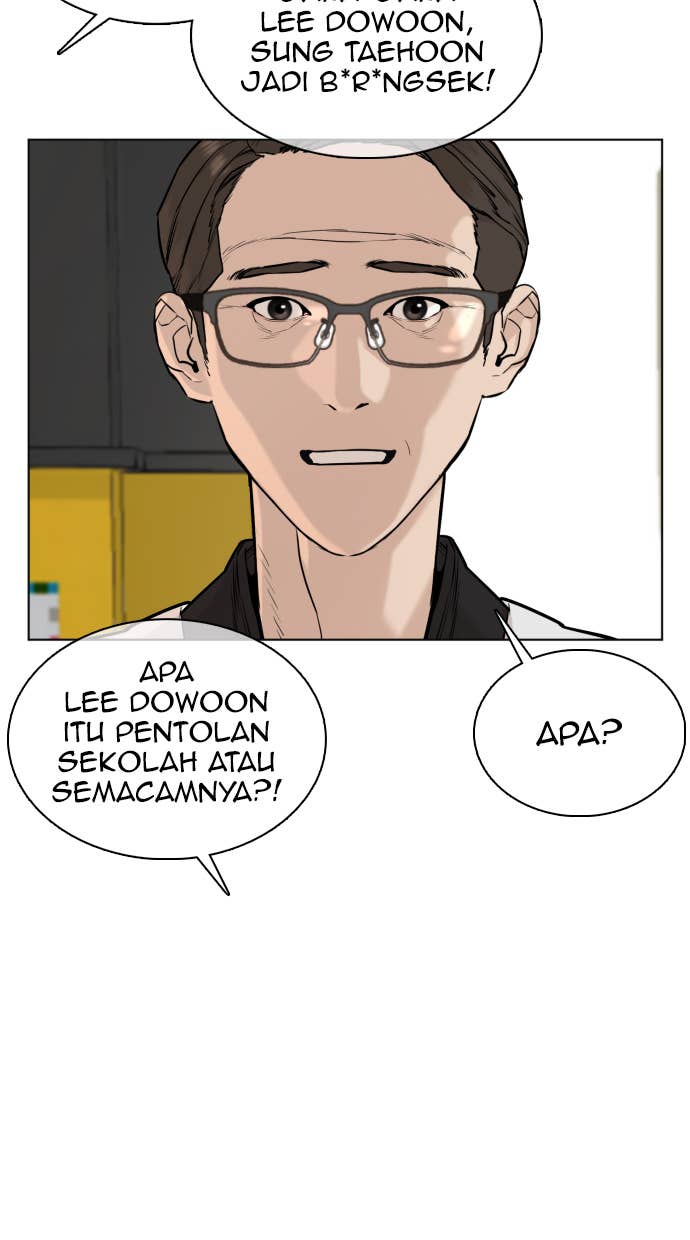 LEE DOWOON,
SUNG TAEHOON
JADI B*R*NGSEK!
APA
LEE DOWOON
ITU PENTOLAN
SEKOLAH ATAU
SEMACAMNYA?!
APA?